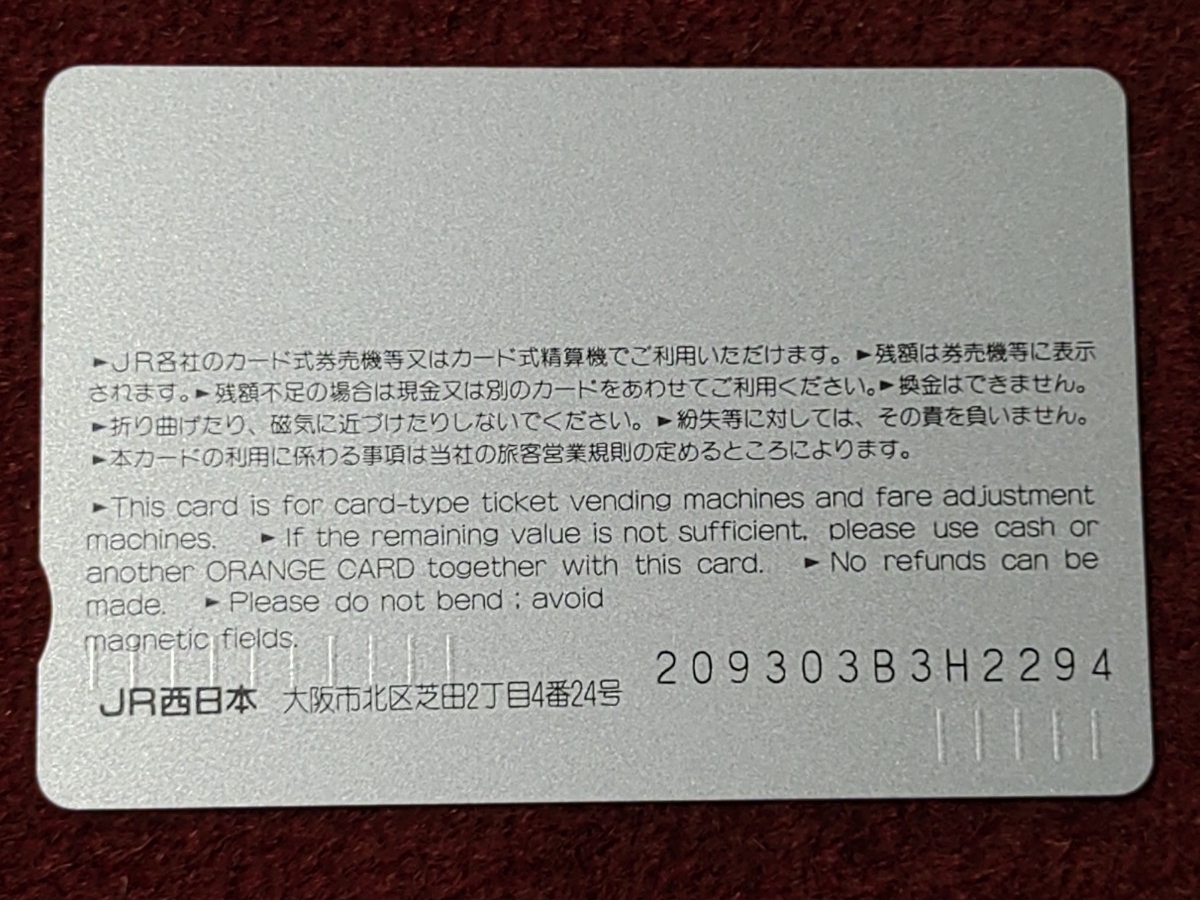 ►JR各社のカード式券売機等又はカード式精算機でご利用いただけます。►残額は券売機等に表示
されます。►残額不足の場合は現金又は別のカードをあわせてご利用ください。►換金はできません。
►折り曲げたり、磁気に近づけたりしないでください。►紛失等に対しては、その責を負いません。
►本カードの利用に係わる事項は当社の旅客営業規則の定めるところによります。
►This card is for card-type ticket vending machines and fare adjustment
machines. ►If the remaining value is not sufficient, please use cash or
another ORANGE CARD together with this card. ►No refunds can be
made. ►Please do not bend ; avoid
magnetic fields.
JR西日本 大阪市北区芝田2丁目4番24号 209303B3H2294